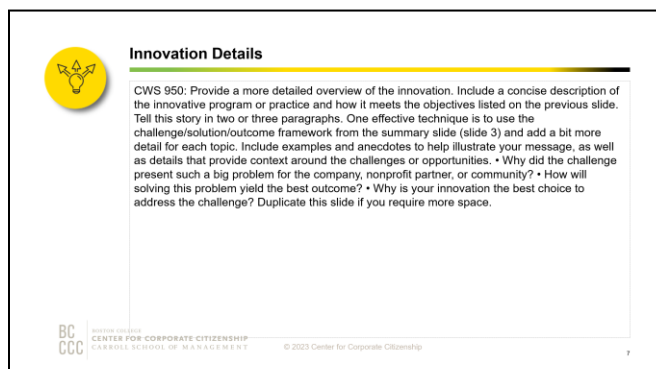 Innovation Details
CWS 950: Provide a more detailed overview of the innovation. Include a concise description of
the innovative program or practice and how it meets the objectives listed on the previous slide.
Tell this story in two or three paragraphs. One effective technique is to use the
challenge/solution/outcome framework from the summary slide (slide 3) and add a bit more
detail for each topic. Include examples and anecdotes to help illustrate your message, as well
as details that provide context around the challenges or opportunities. • Why did the challenge
present such a big problem for the company, nonprofit partner, or community? • How will
solving this problem yield the best outcome? • Why is your innovation the best choice to
address the challenge? Duplicate this slide if you require more space.
BC
CCC
BOSTON COLLEGE
CENTER FOR CORPORATE CITIZENSHIP
CARROLL SCHOOL OF MANAGEMENT
© 2023 Center for Corporate Citizenship
7